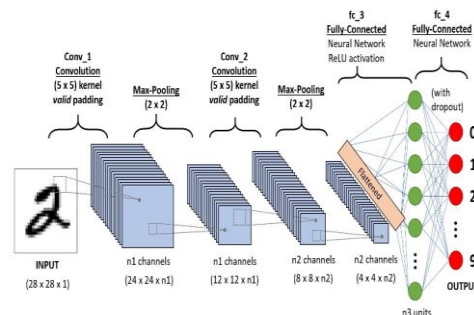 Conv_1
Convolution
(5 x 5) kernel
valid padding
Max-Pooling
(2 x 2)
Conv_2
Convolution
(5 x 5) kernel
valid padding
Max-Pooling
(2 x 2)
fc_3
Fully-Connected
Neural Network
ReLU activation
fc_4
Fully-Connected
Neural Network
(with
dropout)
Flattened
0
1
2
9
2
INPUT
(28 x 28 x 1)
n1 channels
(24 x 24 x n1)
n1 channels
(12 x 12 x n1)
n2 channels
(8 x 8 x n2)
n2 channels
(4 x 4 x n2)
OUTPUT
n3 units